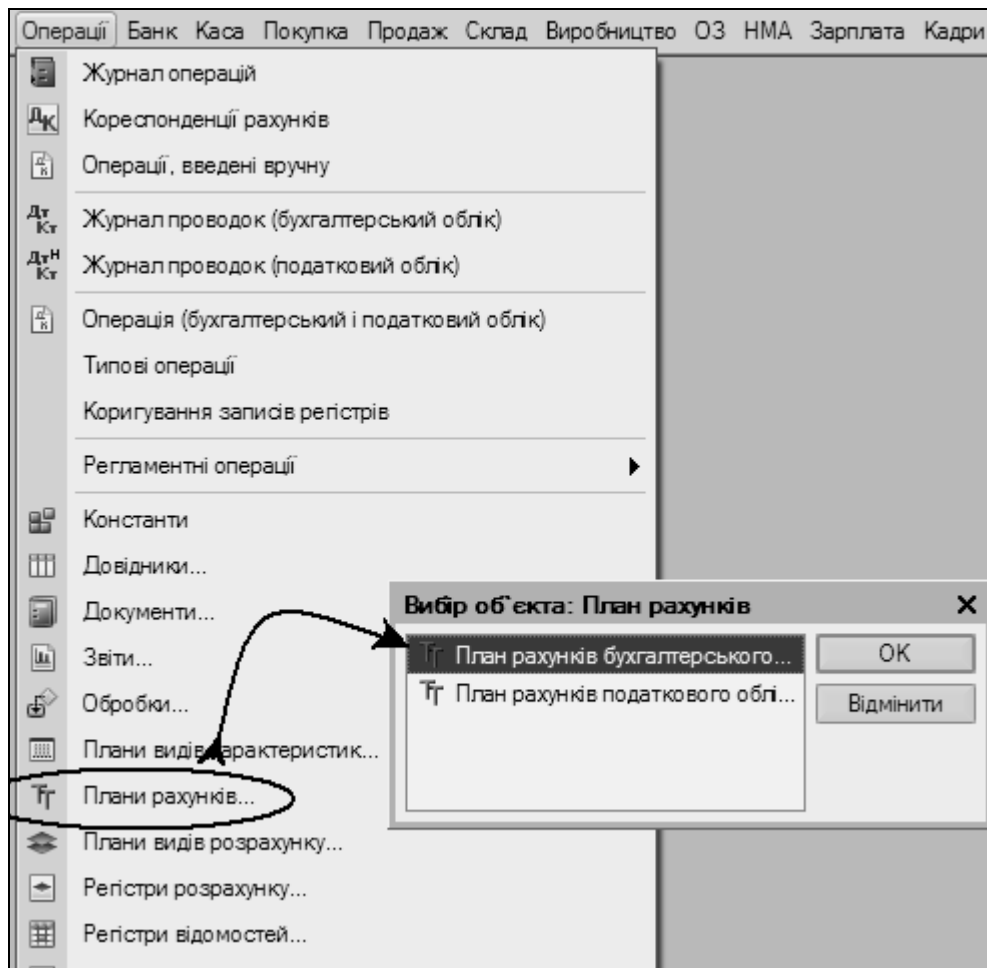 Операції Банк Каса Покупка Продаж Склад Виробництво ОЗ НМА Зарплата Кадри
Журнал операцій
Кореспонденції рахунків
Операції, введені вручну
Журнал проводок (бухгалтерський облік)
Журнал проводок (податковий облік)
Операція (бухгалтерський і податковий облік)
Типові операції
Коригування записів регістрів
Регламентні операції
Константи
Довідники...
Документи...
Звіти...
Обробки...
Плани видів характеристик...
Плани рахунків...
Плани видів розрахунку...
Регістри розрахунку...
Регістри відомостей...
Вибір об`єкта: План рахунків
План рахунків бухгалтерського...
План рахунків податкового облі...
OK
Відмінити